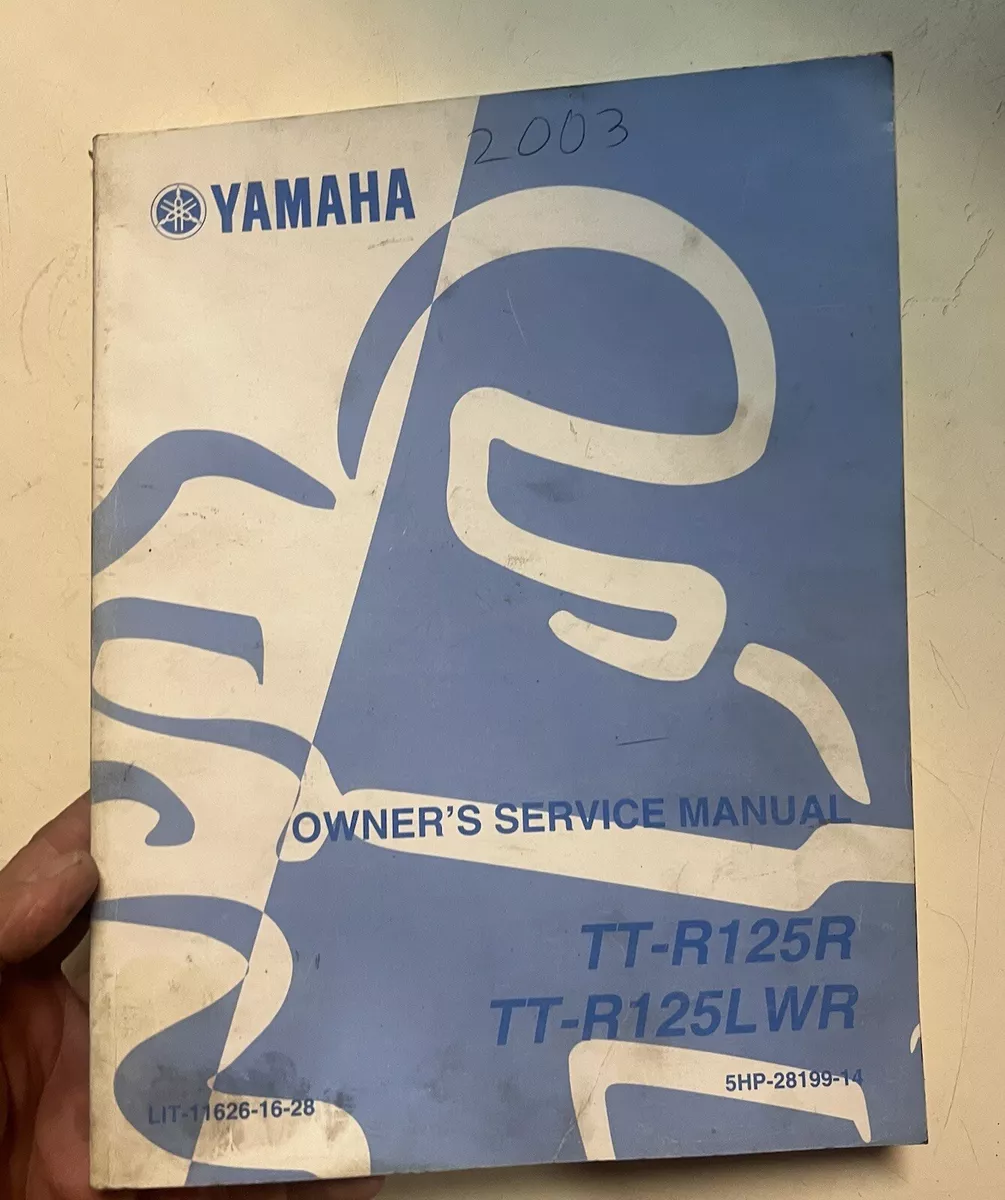 2003
YAMAHA
OWNER'S SERVICE MANUAL
TT-R125R
TT-R125LWR
5HP-28199-14
LIT-11626-16-28